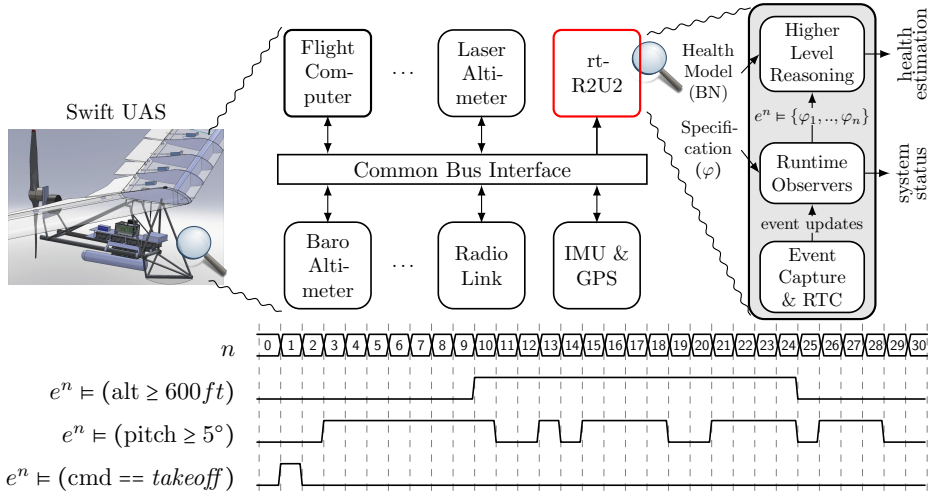 Swift UAS
Flight
Com-
puter
...
Laser
Alti-
meter
rt-
R2U2
Common Bus Interface
Baro
Alti-
meter
...
Radio
Link
IMU &
GPS
Health
Model
(BN)
Specifi-
cation
(φ)
Higher
Level
Reasoning
eⁿ ⊨ {φ₁, .., φₙ}
Runtime
Observers
event updates
Event
Capture
& RTC
health
estimation
system
status
n 0 1 2 3 4 5 6 7 8 9 10 11 12 13 14 15 16 17 18 19 20 21 22 23 24 25 26 27 28 29 30
eⁿ ⊨ (alt ≥ 600ft)
eⁿ ⊨ (pitch ≥ 5°)
eⁿ ⊨ (cmd == takeoff)